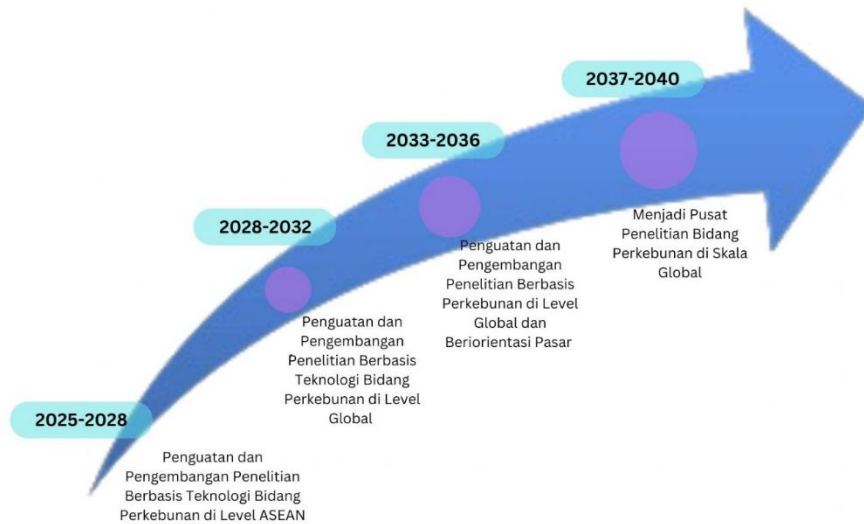 2025-2028
Penguatan dan
Pengembangan Penelitian
Berbasis Teknologi Bidang
Perkebunan di Level ASEAN
2028-2032
Penguatan dan
Pengembangan
Penelitian Berbasis
Teknologi Bidang
Perkebunan di Level
Global
2033-2036
Penguatan dan
Pengembangan
Penelitian Berbasis
Perkebunan di Level
Global dan
Beriorientasi Pasar
2037-2040
Menjadi Pusat
Penelitian Bidang
Perkebunan di Skala
Global